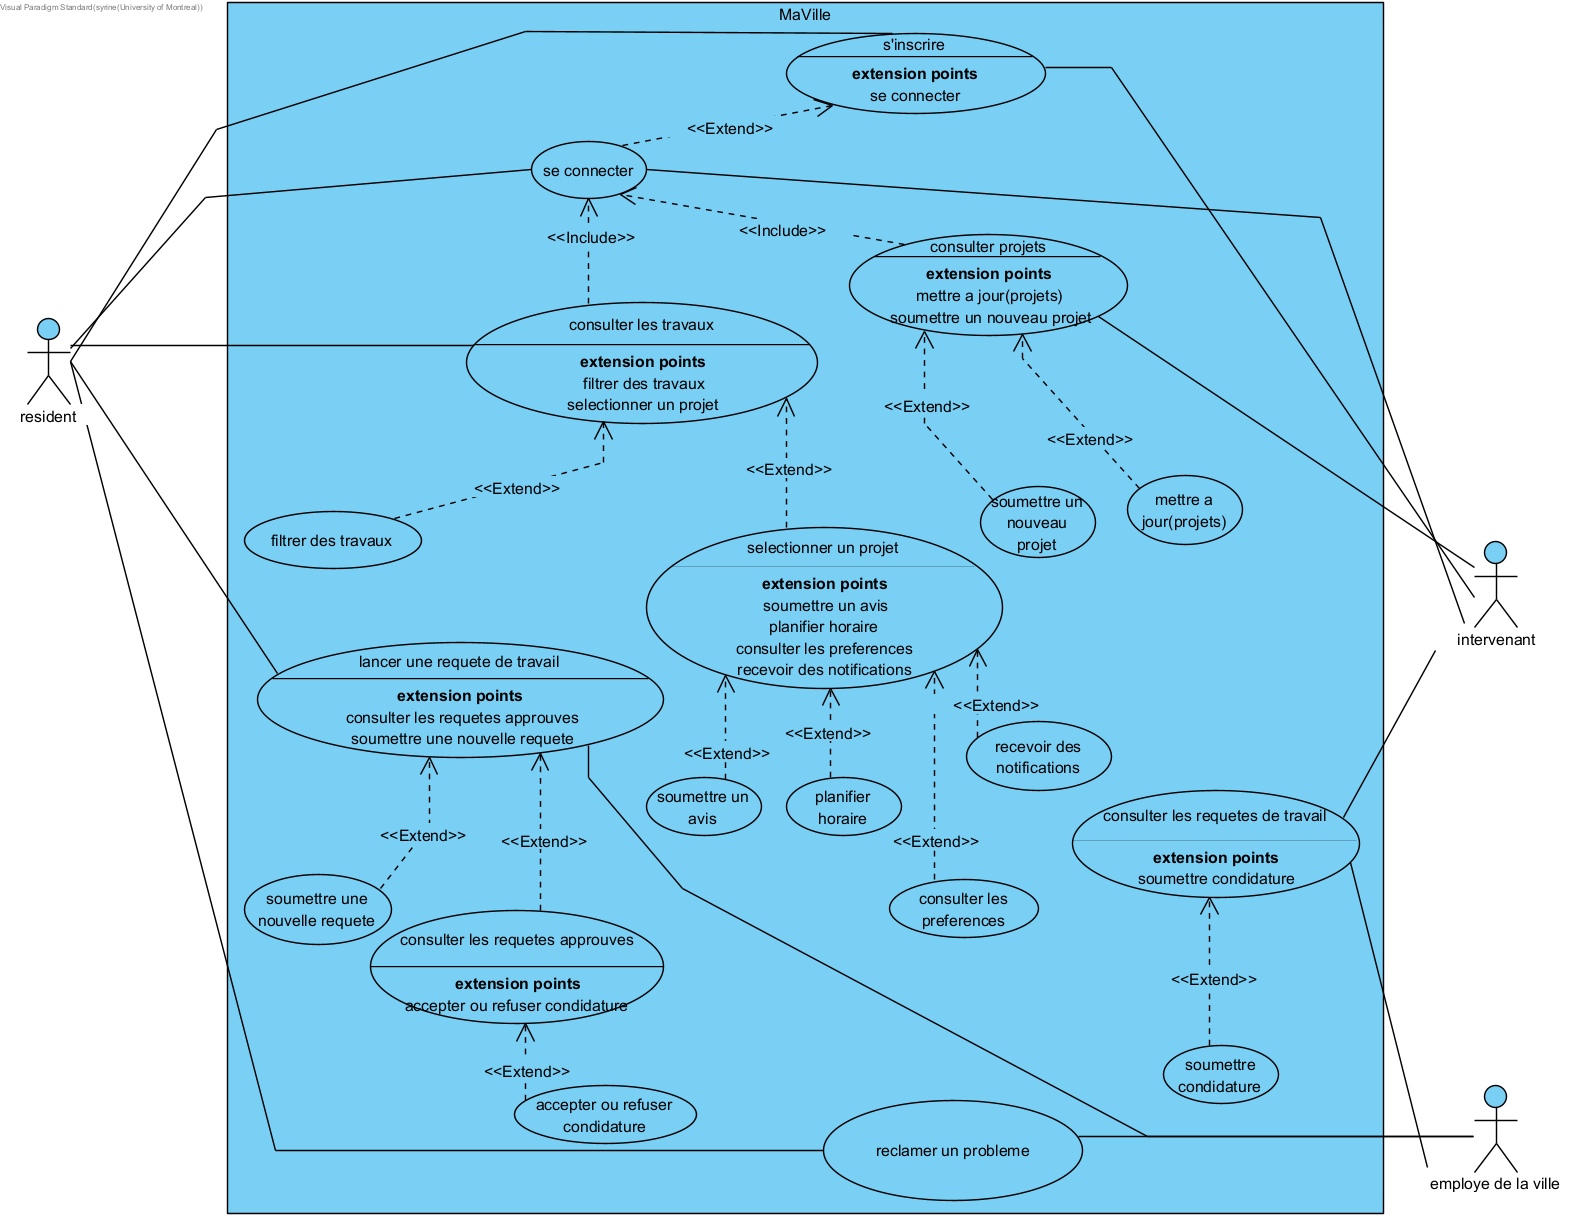 Visual Paradigm Standard(syrine(University of Montreal))
MaVille
s'inscrire
extension points
se connecter
<<Extend>>
se connecter
<<Include>>
<<Include>>
consulter projets
extension points
mettre a jour(projets)
soumettre un nouveau projet
consulter les travaux
extension points
filtrer des travaux
selectionner un projet
resident
<<Extend>>
<<Extend>>
<<Extend>>
<<Extend>>
filtrer des travaux
soumettre un
nouveau
projet
mettre a
jour(projets)
selectionner un projet
extension points
soumettre un avis
planifier horaire
consulter les preferences
recevoir des notifications
intervenant
lancer une requete de travail
extension points
consulter les requetes approuves
soumettre une nouvelle requete
<<Extend>>
<<Extend>>
<<Extend>>
recevoir des
notifications
soumettre un
avis
planifier
horaire
<<Extend>>
<<Extend>>
<<Extend>>
consulter les requetes de travail
extension points
soumettre condidature
soumettre une
nouvelle requete
consulter les
preferences
consulter les requetes approuves
extension points
accepter ou refuser condidature
<<Extend>>
<<Extend>>
soumettre
condidature
accepter ou refuser
condidature
reclamer un probleme
employe de la ville